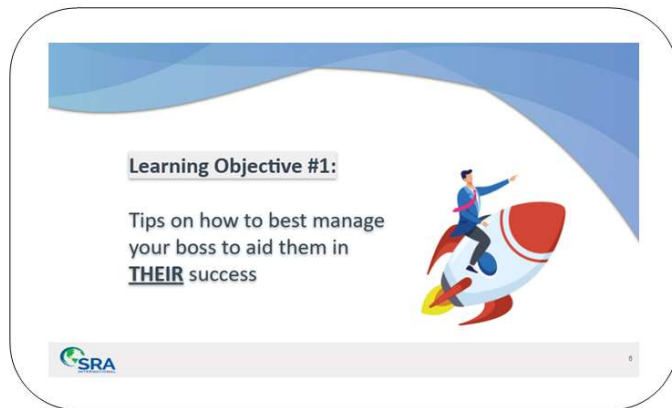 Learning Objective #1:
Tips on how to best manage
your boss to aid them in
THEIR success
SRA
INTERNATIONAL
6